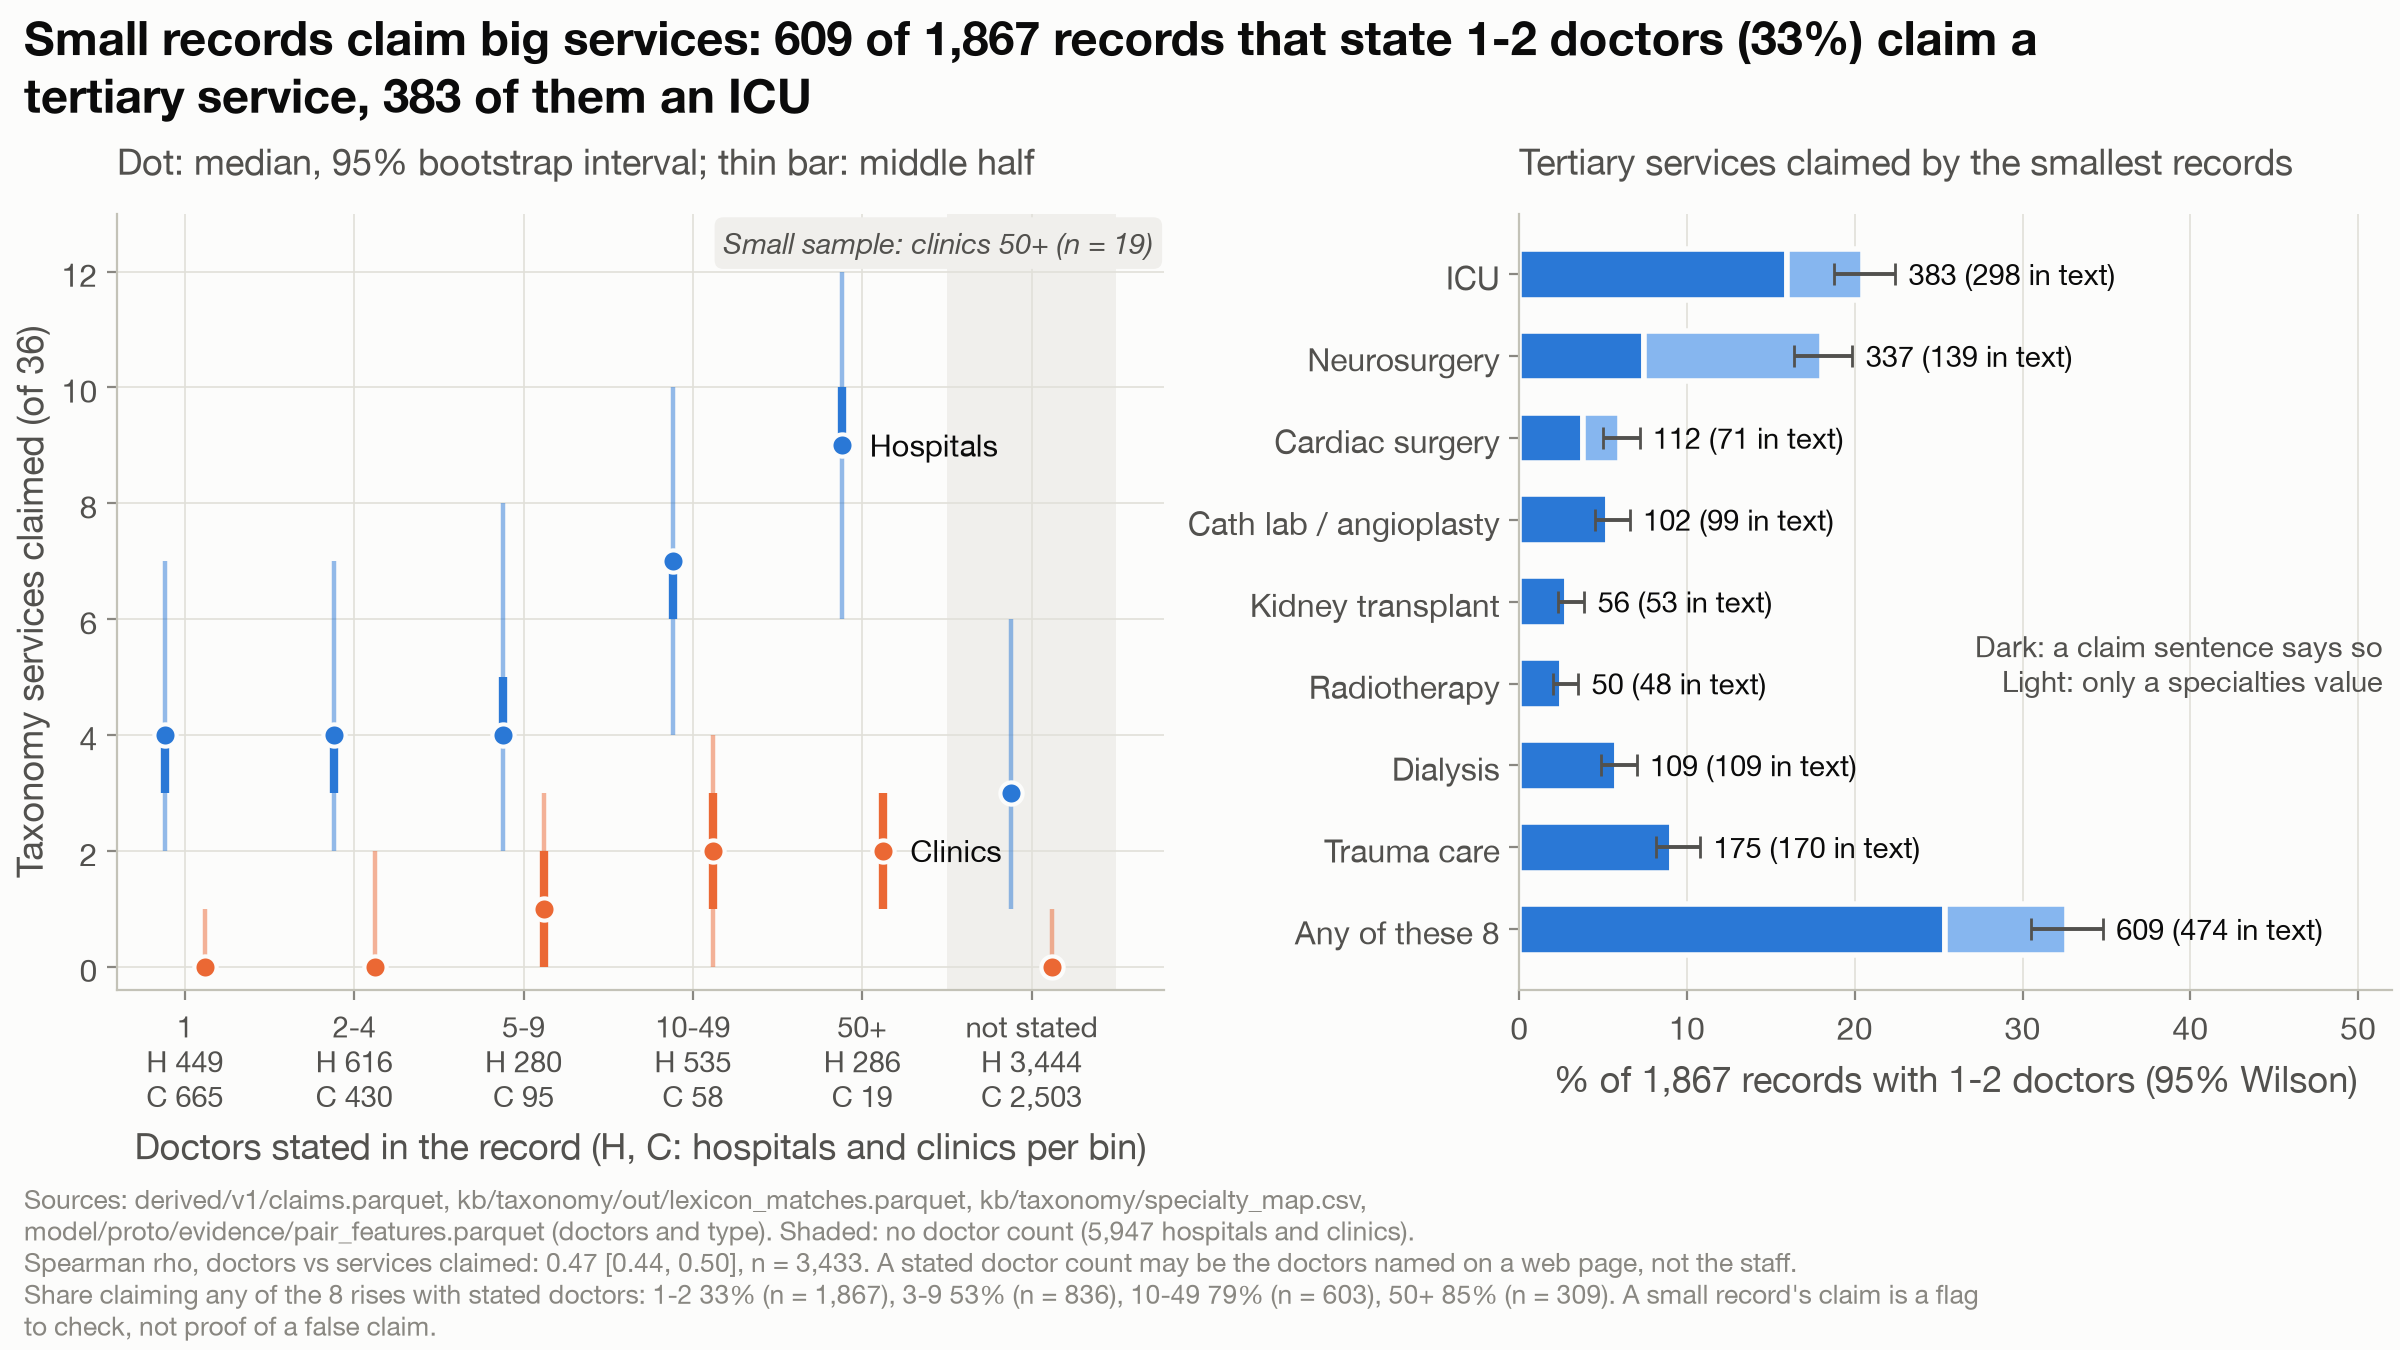 Small records claim big services: 609 of 1,867 records that state 1-2 doctors (33%) claim a
tertiary service, 383 of them an ICU
Dot: median, 95% bootstrap interval; thin bar: middle half
Small sample: clinics 50+ (n = 19)
Taxonomy services claimed (of 36)
12
10
8
6
4
2
0
Hospitals
Clinics
1
H 449
C 665
2-4
H 616
C 430
5-9
H 280
C 95
10-49
H 535
C 58
50+
H 286
C 19
not stated
H 3,444
C 2,503
Doctors stated in the record (H, C: hospitals and clinics per bin)
Tertiary services claimed by the smallest records
ICU
383 (298 in text)
Neurosurgery
337 (139 in text)
Cardiac surgery
112 (71 in text)
Cath lab / angioplasty
102 (99 in text)
Kidney transplant
56 (53 in text)
Radiotherapy
50 (48 in text)
Dialysis
109 (109 in text)
Trauma care
175 (170 in text)
Any of these 8
609 (474 in text)
Dark: a claim sentence says so
Light: only a specialties value
0
10
20
30
40
50
% of 1,867 records with 1-2 doctors (95% Wilson)
Sources: derived/v1/claims.parquet, kb/taxonomy/out/lexicon_matches.parquet, kb/taxonomy/specialty_map.csv,
model/proto/evidence/pair_features.parquet (doctors and type). Shaded: no doctor count (5,947 hospitals and clinics).
Spearman rho, doctors vs services claimed: 0.47 [0.44, 0.50], n = 3,433. A stated doctor count may be the doctors named on a web page, not the staff.
Share claiming any of the 8 rises with stated doctors: 1-2 33% (n = 1,867), 3-9 53% (n = 836), 10-49 79% (n = 603), 50+ 85% (n = 309). A small record's claim is a flag
to check, not proof of a false claim.